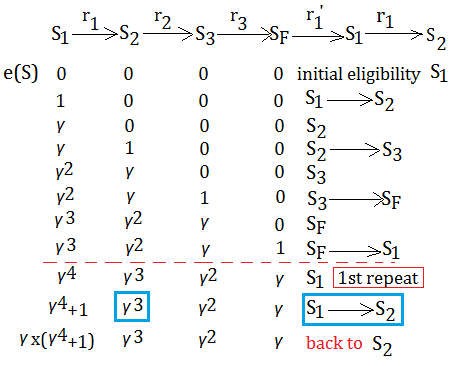 S1 r1 S2 r2 S3 r3 SF r1' S1 r1 S2
e(S) 0 0 0 0 initial eligibility S1
1 0 0 0 S1 → S2
γ 0 0 0 S2
γ 1 0 0 S2 → S3
γ2 γ 0 0 S3
γ2 γ 1 0 S3 → SF
γ3 γ2 γ 0 SF
γ3 γ2 γ 1 SF → S1
γ4 γ3 γ2 γ S1 1st repeat
γ4+1 γ3 γ2 γ S1 → S2
γ x(γ4+1) γ3 γ2 γ back to S2